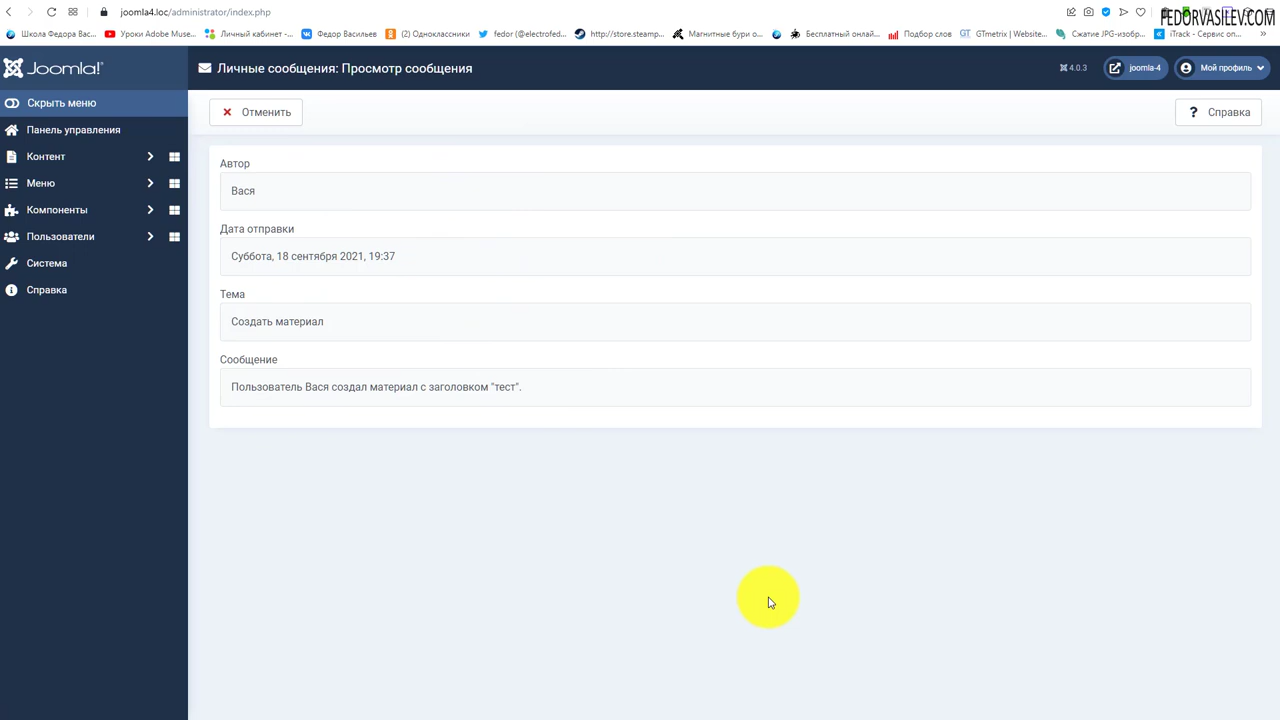 joomla4.loc/administrator/index.php
FEDORVASILEV.COM
Школа Федора Вас... Уроки Adobe Muse... Личный кабинет -... Федор Васильев (2) Одноклассники fedor (@electrofed... http://store.steamp... Магнитные бури о... Бесплатный онлай... Подбор слов GT GTmetrix | Website... Сжатие JPG-изобр... iTrack - Сервис оп... »
Joomla!
Личные сообщения: Просмотр сообщения
4.0.3
joomla-4
Мой профиль
Скрыть меню
Отменить
? Справка
Панель управления
Контент
Меню
Компоненты
Пользователи
Система
Справка
Автор
Вася
Дата отправки
Суббота, 18 сентября 2021, 19:37
Тема
Создать материал
Сообщение
Пользователь Вася создал материал с заголовком "тест".